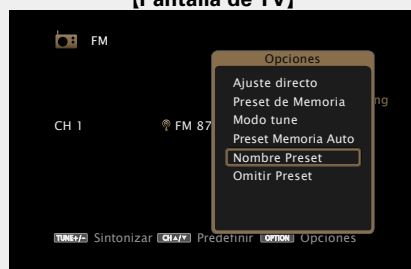 【Pantalla de TV】
FM
Opciones
Ajuste directo
Preset de Memoria
Modo tune
Preset Memoria Auto
Nombre Preset
Omitir Preset
ng
CH 1
FM 87
TUNE+/- Sintonizar CH▲/▼ Predefinir OPTION Opciones